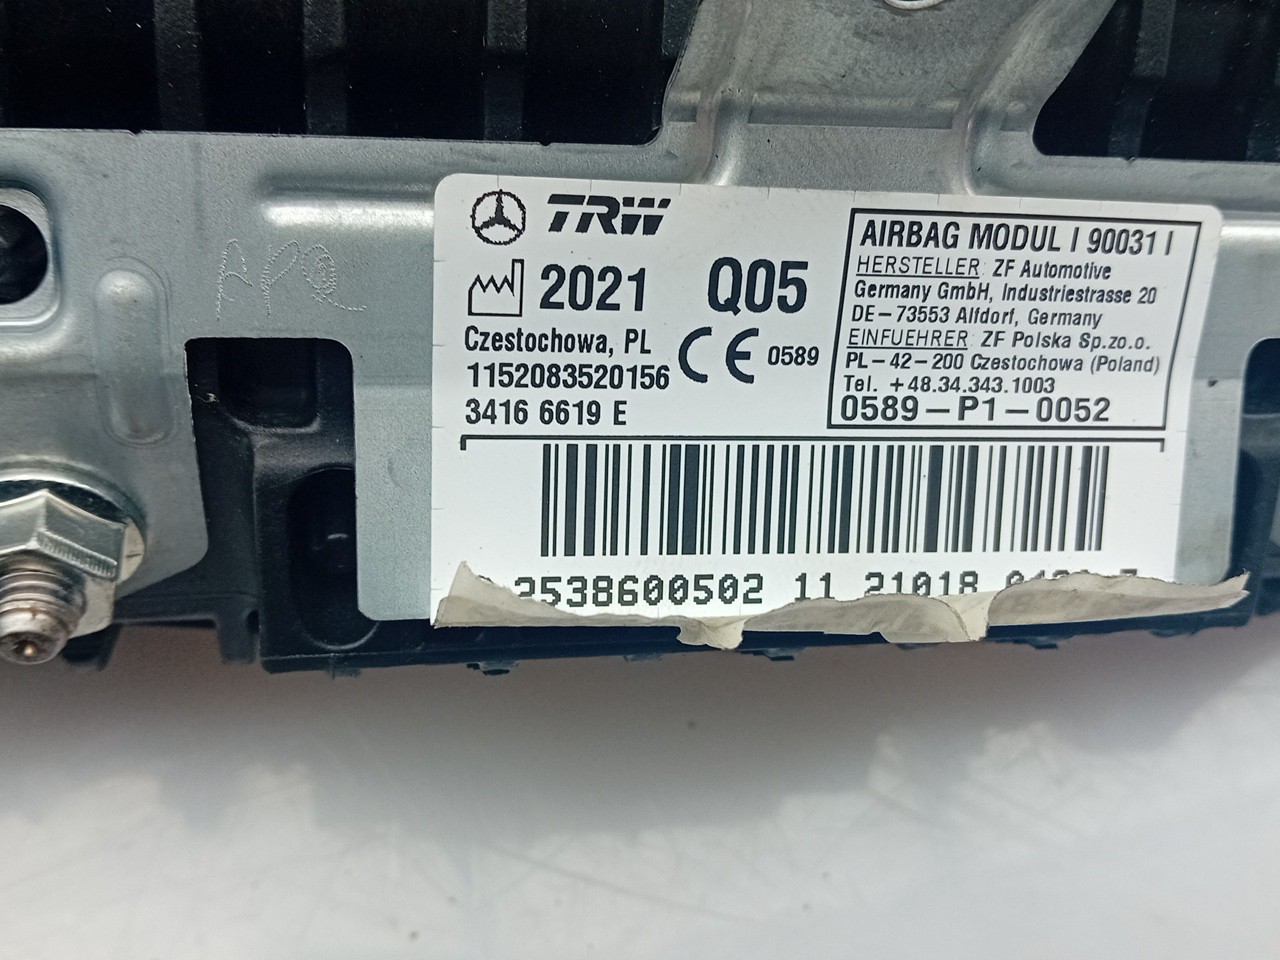 TRW
2021 Q05
Czestochowa, PL
CE 0589
1152083520156
3416 6619 E
AIRBAG MODUL I 90031 I
HERSTELLER: ZF Automotive
Germany GmbH, Industriestrasse 20
DE-73553 Alfdorf, Germany
EINFUEHRER: ZF Polska Sp.zo.o.
PL-42-200 Czestochowa (Poland)
Tel. +48.34.343.1003
0589-P1-0052
2538600502 11 21018
APQ